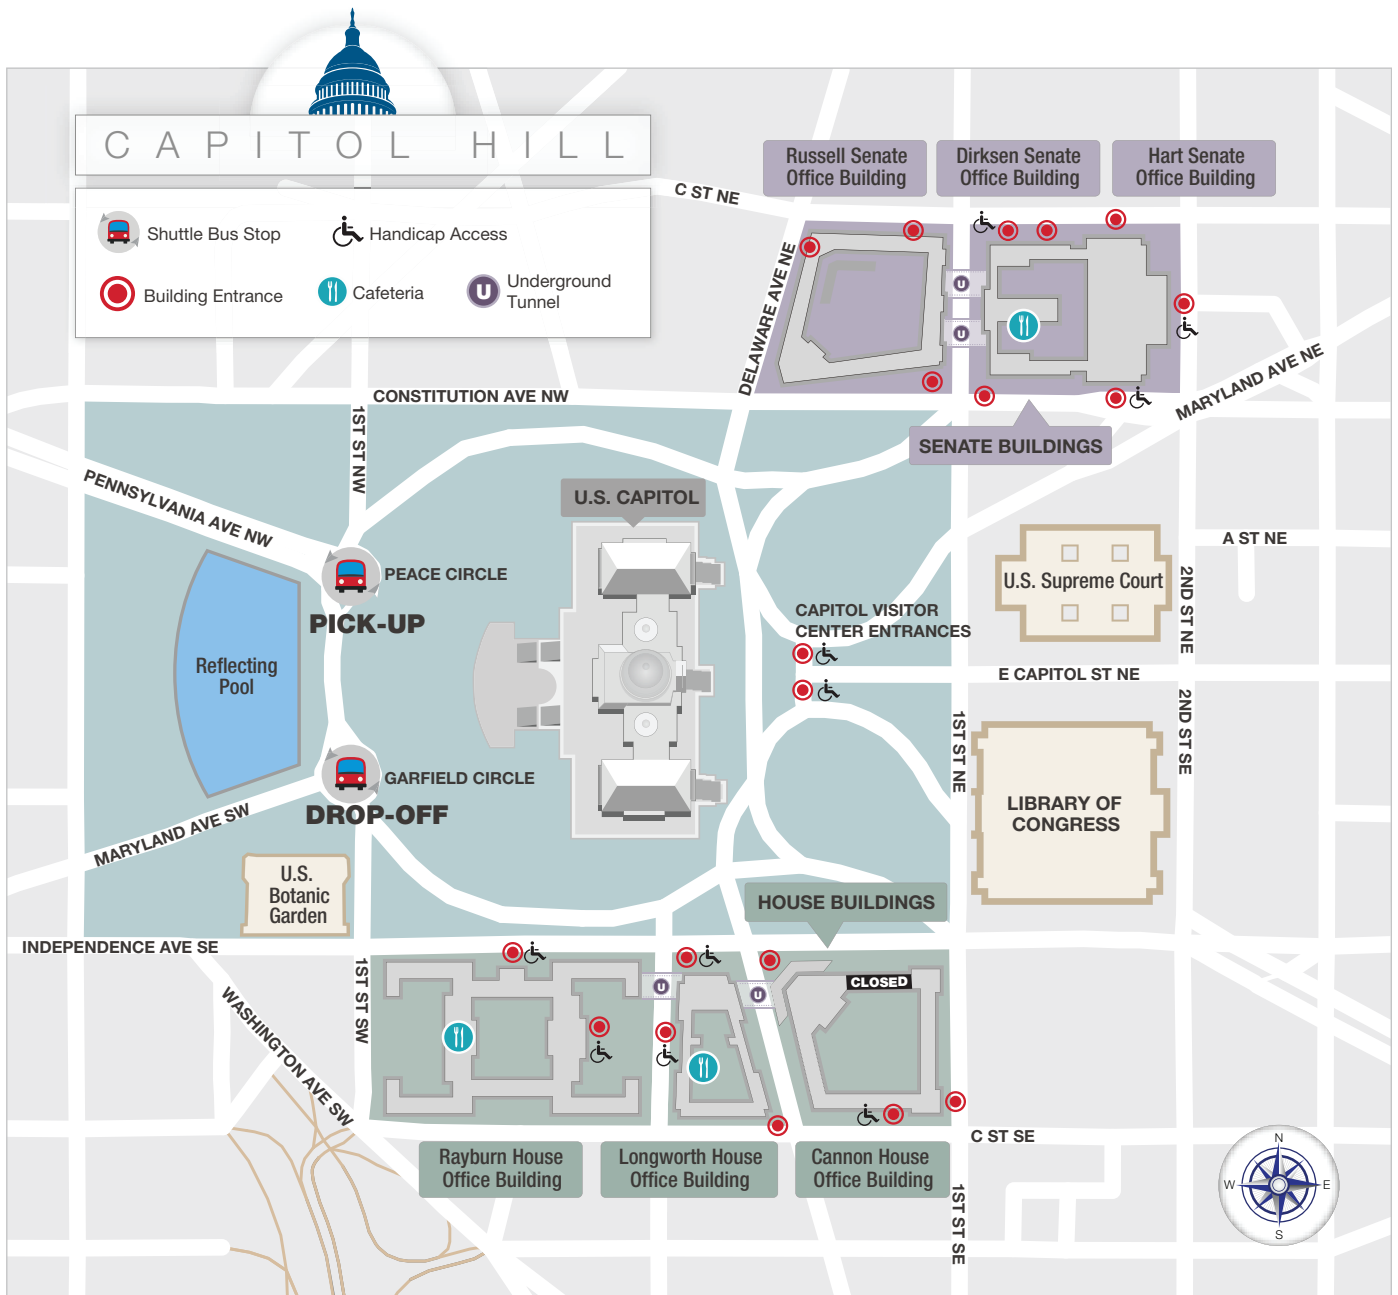 CAPITOL HILL
Shuttle Bus Stop
Handicap Access
Building Entrance
Cafeteria
U
Underground
Tunnel
C ST NE
Russell Senate
Office Building
Dirksen Senate
Office Building
Hart Senate
Office Building
DELAWARE AVE NE
U
U
MARYLAND AVE NE
CONSTITUTION AVE NW
1ST ST NW
SENATE BUILDINGS
PENNSYLVANIA AVE NW
U.S. CAPITOL
A ST NE
PEACE CIRCLE
PICK-UP
U.S. Supreme Court
2ND ST NE
CAPITOL VISITOR
CENTER ENTRANCES
Reflecting
Pool
E CAPITOL ST NE
2ND ST SE
1ST ST NE
GARFIELD CIRCLE
DROP-OFF
MARYLAND AVE SW
LIBRARY OF
CONGRESS
U.S.
Botanic
Garden
HOUSE BUILDINGS
INDEPENDENCE AVE SE
1ST ST SW
WASHINGTON AVE SW
U
U
CLOSED
C ST SE
Rayburn House
Office Building
Longworth House
Office Building
Cannon House
Office Building
1ST ST SE
N
W
E
S